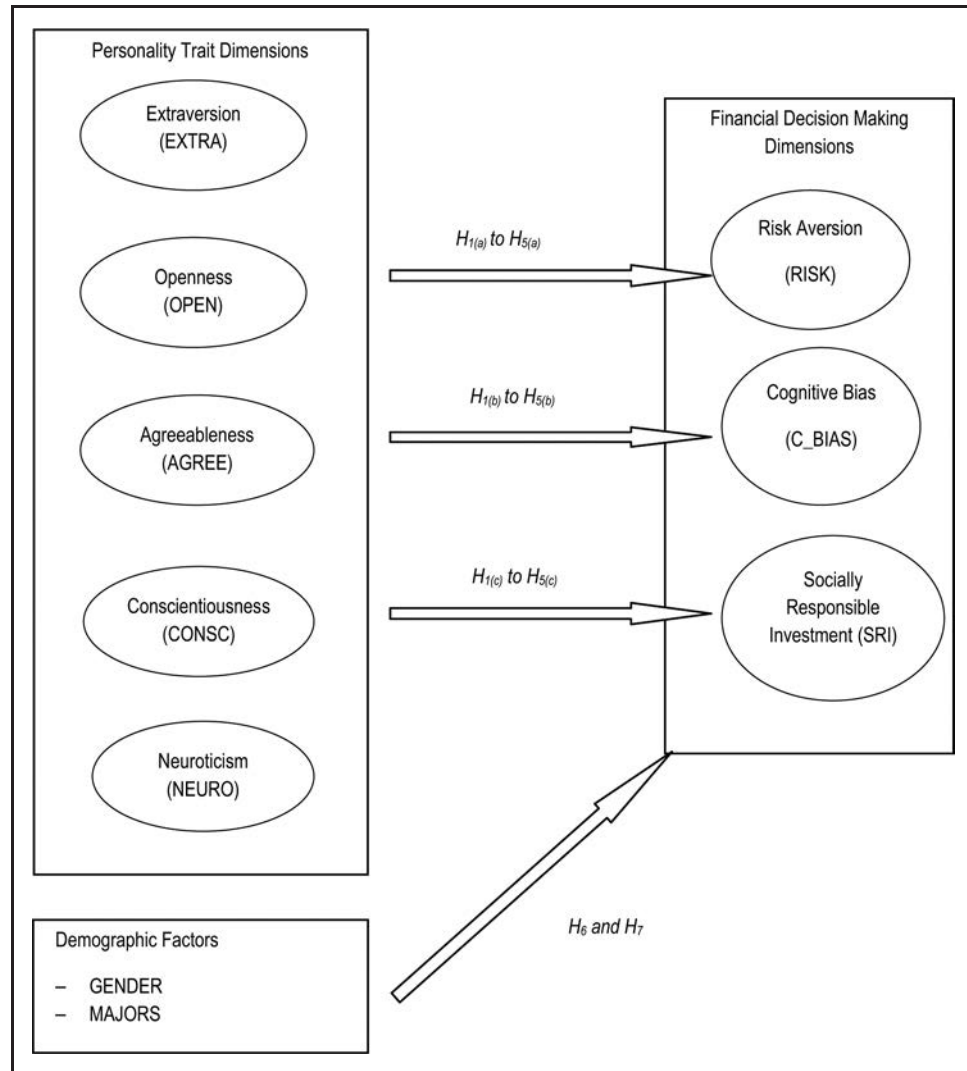 Personality Trait Dimensions
Extraversion
(EXTRA)
Openness
(OPEN)
Agreeableness
(AGREE)
Conscientiousness
(CONSC)
Neuroticism
(NEURO)
Demographic Factors
– GENDER
– MAJORS
H1(a) to H5(a)
H1(b) to H5(b)
H1(c) to H5(c)
H6 and H7
Financial Decision Making
Dimensions
Risk Aversion
(RISK)
Cognitive Bias
(C_BIAS)
Socially
Responsible
Investment (SRI)